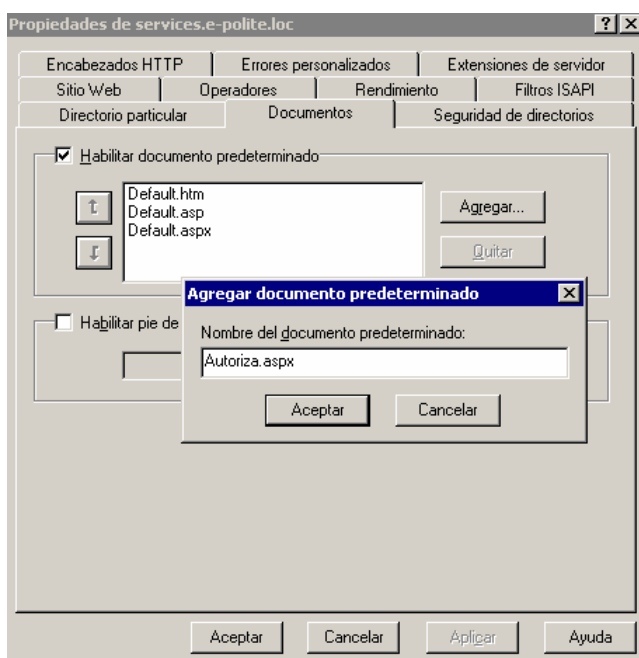 Propiedades de services.e-polite.loc
Encabezados HTTP
Errores personalizados
Extensiones de servidor
Sitio Web
Operadores
Rendimiento
Filtros ISAPI
Directorio particular
Documentos
Seguridad de directorios
Habilitar documento predeterminado
Default.htm
Default.asp
Default.aspx
Agregar...
Quitar
Agregar documento predeterminado
Habilitar pie de
Nombre del documento predeterminado:
Autoriza.aspx
Aceptar
Cancelar
Aceptar
Cancelar
Aplicar
Ayuda